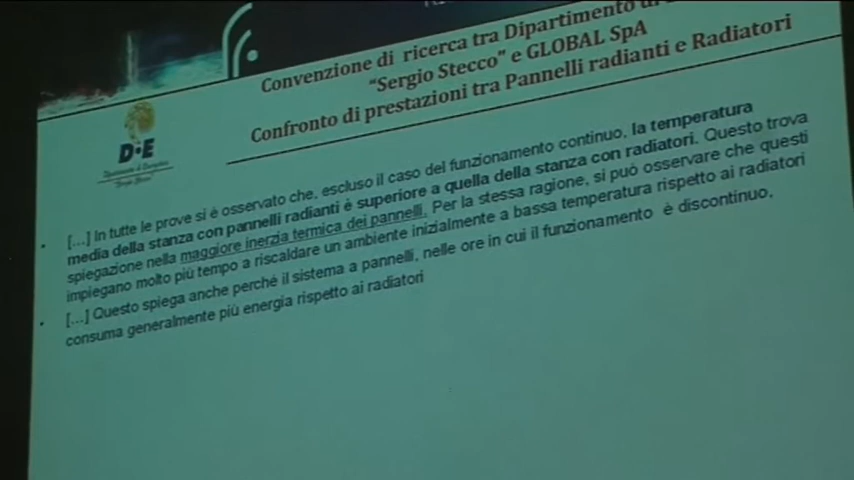 Convenzione di ricerca tra Dipartimento di
"Sergio Stecco" e GLOBAL SpA
Confronto di prestazioni tra Pannelli radianti e Radiatori
D•E
• [...] In tutte le prove si è osservato che, escluso il caso del funzionamento continuo, la temperatura
media della stanza con pannelli radianti è superiore a quella della stanza con radiatori. Questo trova
spiegazione nella maggiore inerzia termica dei pannelli. Per la stessa ragione, si può osservare che questi
impiegano molto più tempo a riscaldare un ambiente inizialmente a bassa temperatura rispetto ai radiatori
• [...] Questo spiega anche perché il sistema a pannelli, nelle ore in cui il funzionamento è discontinuo,
consuma generalmente più energia rispetto ai radiatori